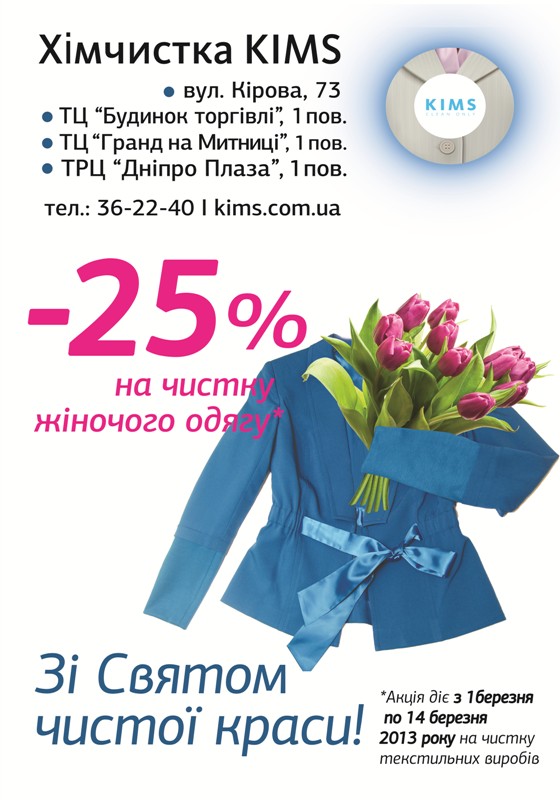 Хімчистка KIMS
• вул. Кірова, 73
• ТЦ “Будинок торгівлі”, 1 пов.
• ТЦ “Гранд на Митниці”, 1 пов.
• ТРЦ “Дніпро Плаза”, 1 пов.
тел.: 36-22-40 I kims.com.ua
KIMS
CLEAN ONLY
-25%
на чистку
жіночого одягу*
Зі Святом
чистої краси!
*Акція діє з 1березня
по 14 березня
2013 року на чистку
текстильних виробів